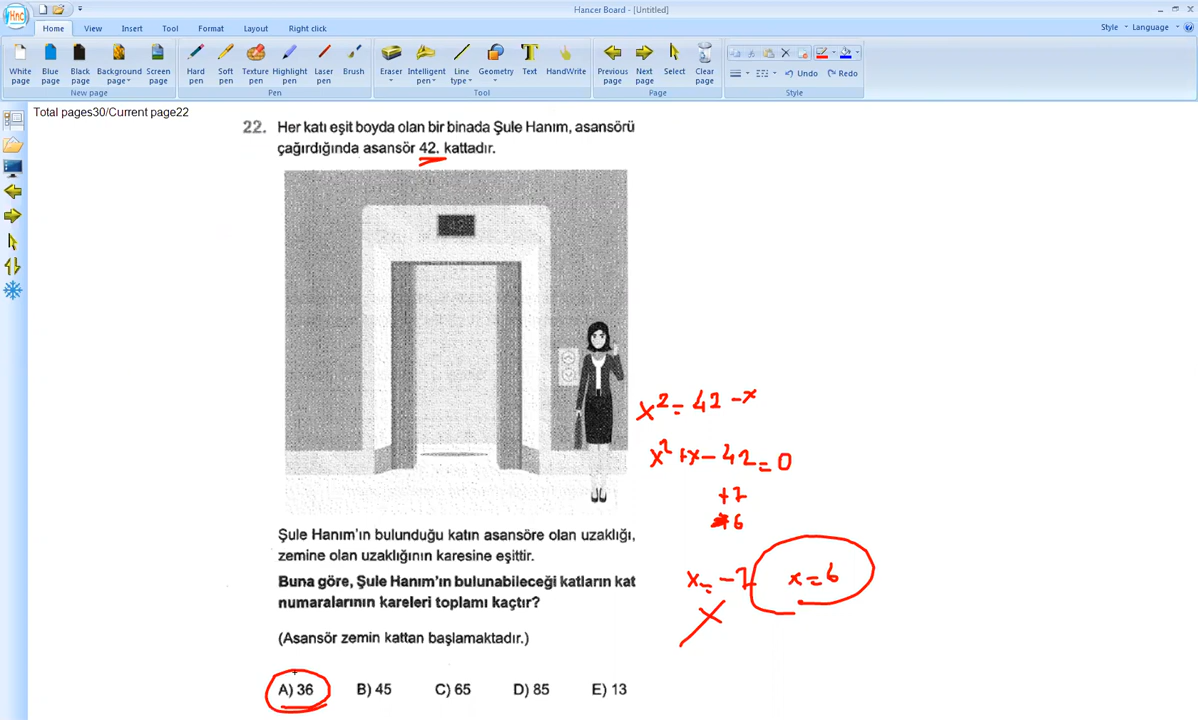 Hancer Board - [Untitled]
Hnc
Home View Insert Tool Format Layout Right click
Style Language
White page
Blue page
Black page
Background page
Screen page
Hard pen
Soft pen
Texture pen
Highlight pen
Laser pen
Brush
Eraser
Intelligent pen
Line type
Geometry
Text
HandWrite
Previous page
Next page
Select
Clear page
Undo
Redo
New page
Pen
Tool
Page
Style
Total pages30/Current page22
22. Her katı eşit boyda olan bir binada Şule Hanım, asansörü
çağırdığında asansör 42. kattadır.
x² = 42 - x
x² + x - 42 = 0
+7
6
x = -7 x = 6
Şule Hanım'ın bulunduğu katın asansöre olan uzaklığı,
zemine olan uzaklığının karesine eşittir.
Buna göre, Şule Hanım'ın bulunabileceği katların kat
numaralarının kareleri toplamı kaçtır?
(Asansör zemin kattan başlamaktadır.)
A) 36 B) 45 C) 65 D) 85 E) 13